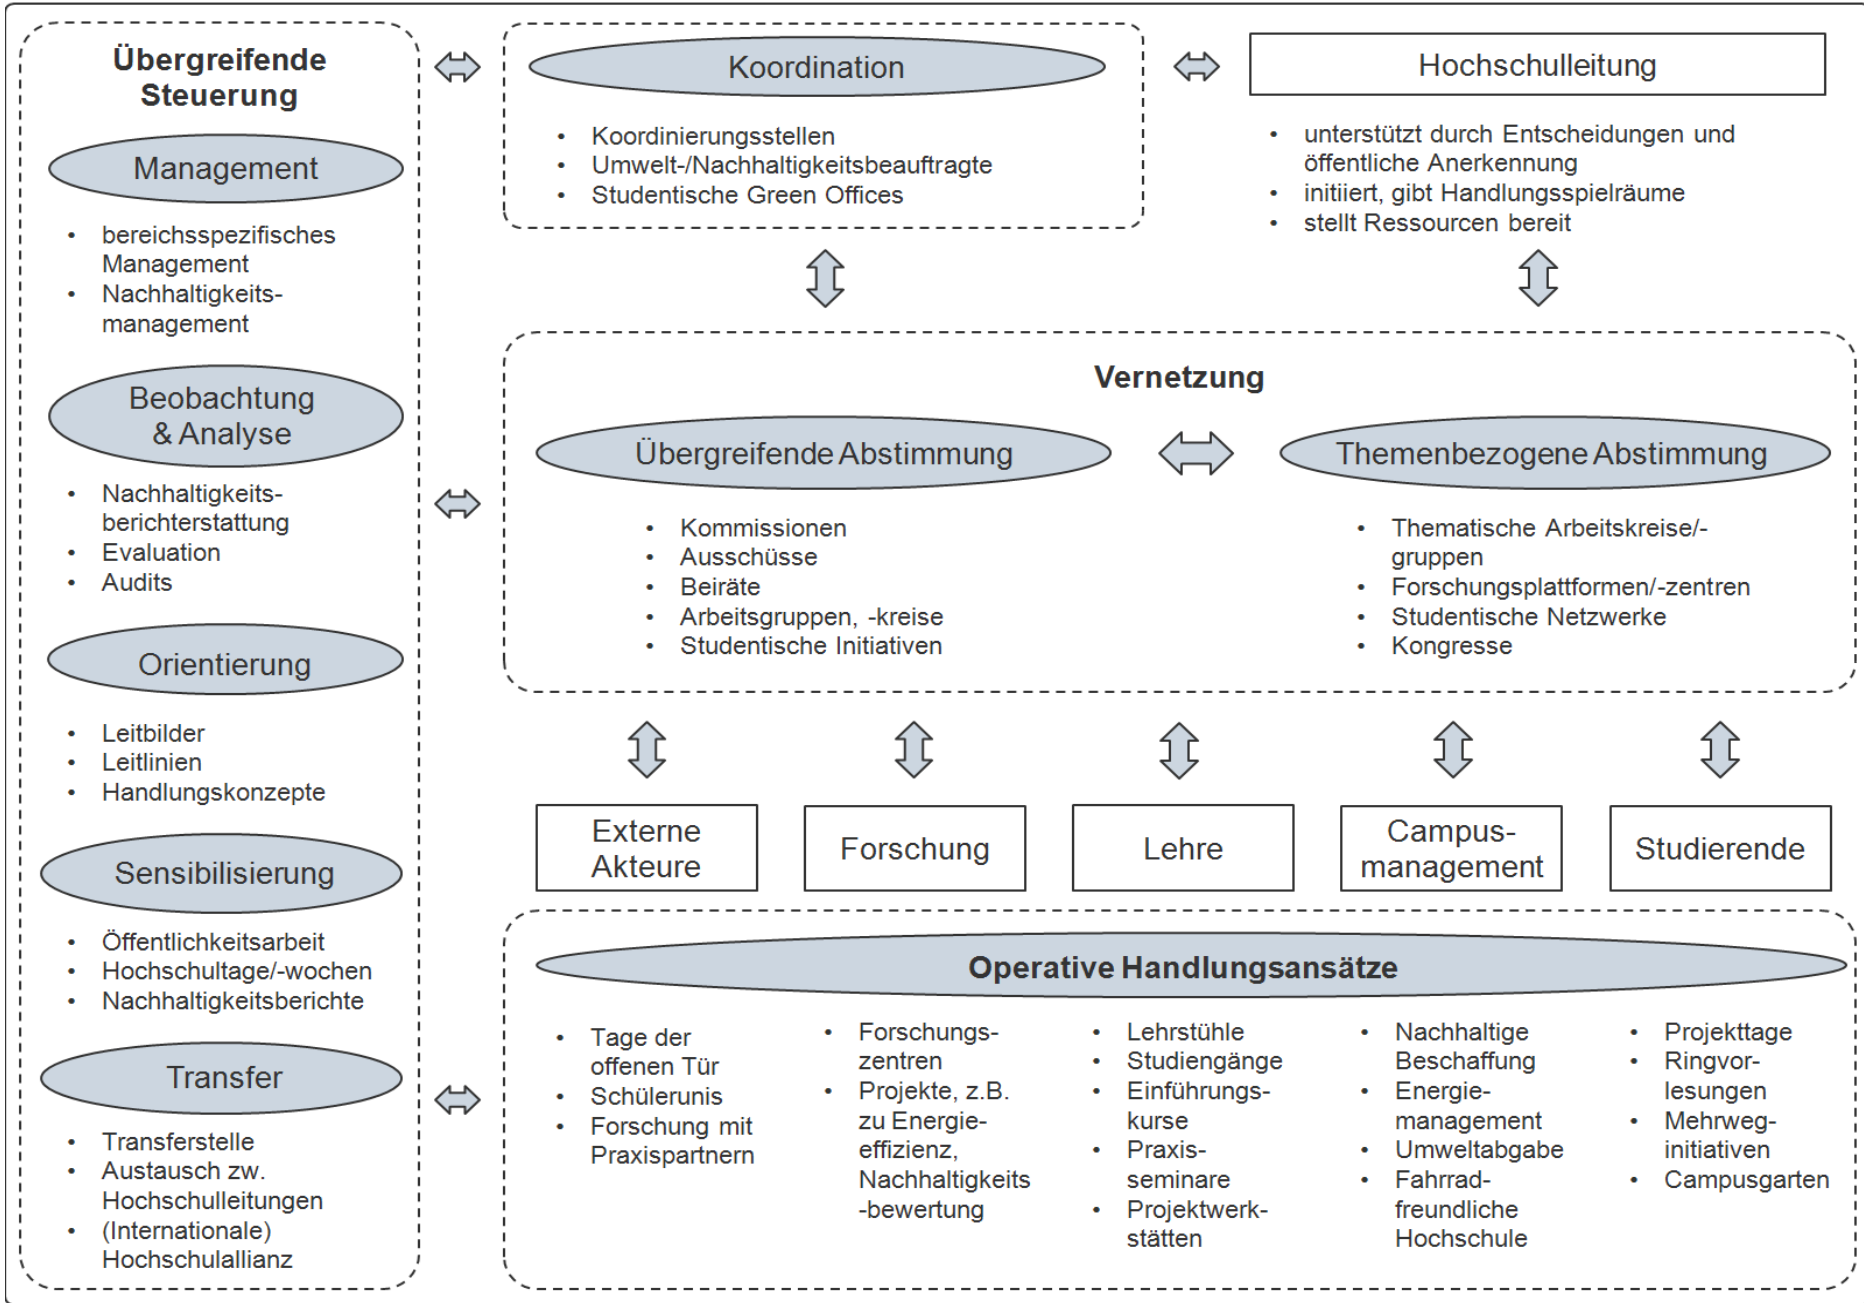 Übergreifende
Steuerung
Management
• bereichsspezifisches
Management
• Nachhaltigkeits-
management
Beobachtung
& Analyse
• Nachhaltigkeits-
berichterstattung
• Evaluation
• Audits
Orientierung
• Leitbilder
• Leitlinien
• Handlungskonzepte
Sensibilisierung
• Öffentlichkeitsarbeit
• Hochschultage/-wochen
• Nachhaltigkeitsberichte
Transfer
• Transferstelle
• Austausch zw.
Hochschulleitungen
• (Internationale)
Hochschulallianz
Koordination
• Koordinierungsstellen
• Umwelt-/Nachhaltigkeitsbeauftragte
• Studentische Green Offices
Hochschulleitung
• unterstützt durch Entscheidungen und
öffentliche Anerkennung
• initiiert, gibt Handlungsspielräume
• stellt Ressourcen bereit
Vernetzung
Übergreifende Abstimmung
• Kommissionen
• Ausschüsse
• Beiräte
• Arbeitsgruppen, -kreise
• Studentische Initiativen
Themenbezogene Abstimmung
• Thematische Arbeitskreise/-
gruppen
• Forschungsplattformen/-zentren
• Studentische Netzwerke
• Kongresse
Externe
Akteure
Forschung
Lehre
Campus-
management
Studierende
Operative Handlungsansätze
• Tage der
offenen Tür
• Schülerunis
• Forschung mit
Praxispartnern
• Forschungs-
zentren
• Projekte, z.B.
zu Energie-
effizienz,
Nachhaltigkeits
-bewertung
• Lehrstühle
• Studiengänge
• Einführungs-
kurse
• Praxis-
seminare
• Projektwerk-
stätten
• Nachhaltige
Beschaffung
• Energie-
management
• Umweltabgabe
• Fahrrad-
freundliche
Hochschule
• Projekttage
• Ringvor-
lesungen
• Mehrweg-
initiativen
• Campusgarten